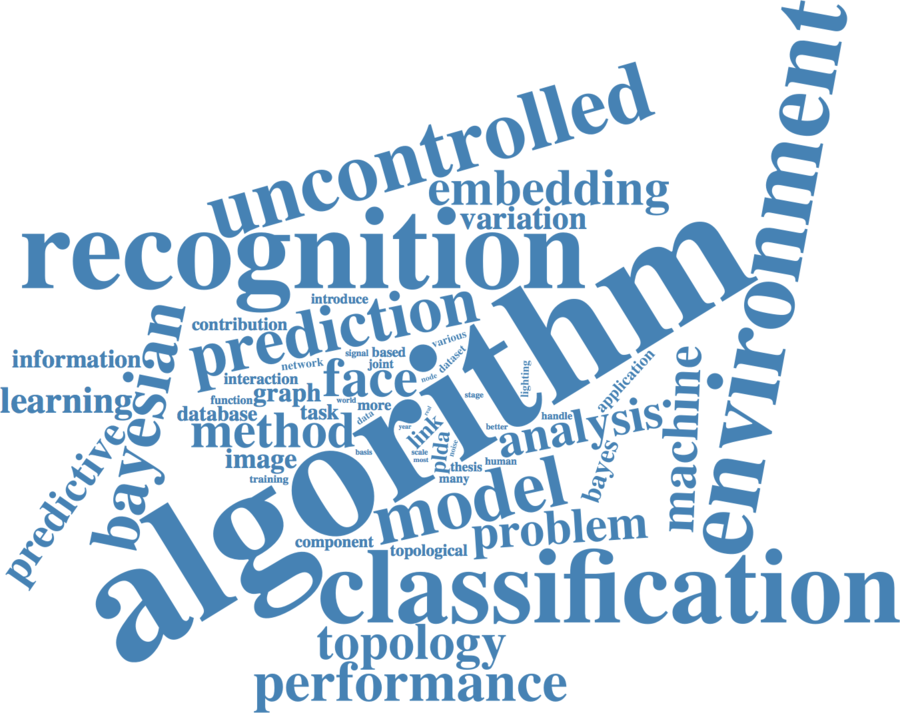 environment
uncontrolled
embedding
variation
recognition
algorithm
introduce
prediction
contribution
bayesian
various
information
signal
based
dataset
network
joint
face
lighting
application
interaction
node
machine
graph
learning
function
world
stage
database
task
more
data
real
handle
analysis
method
link
year
better
predictive
plda
noise
bayes
image
basis
scale
most
thesis
human
training
many
model
problem
component
topological
classification
topology
performance